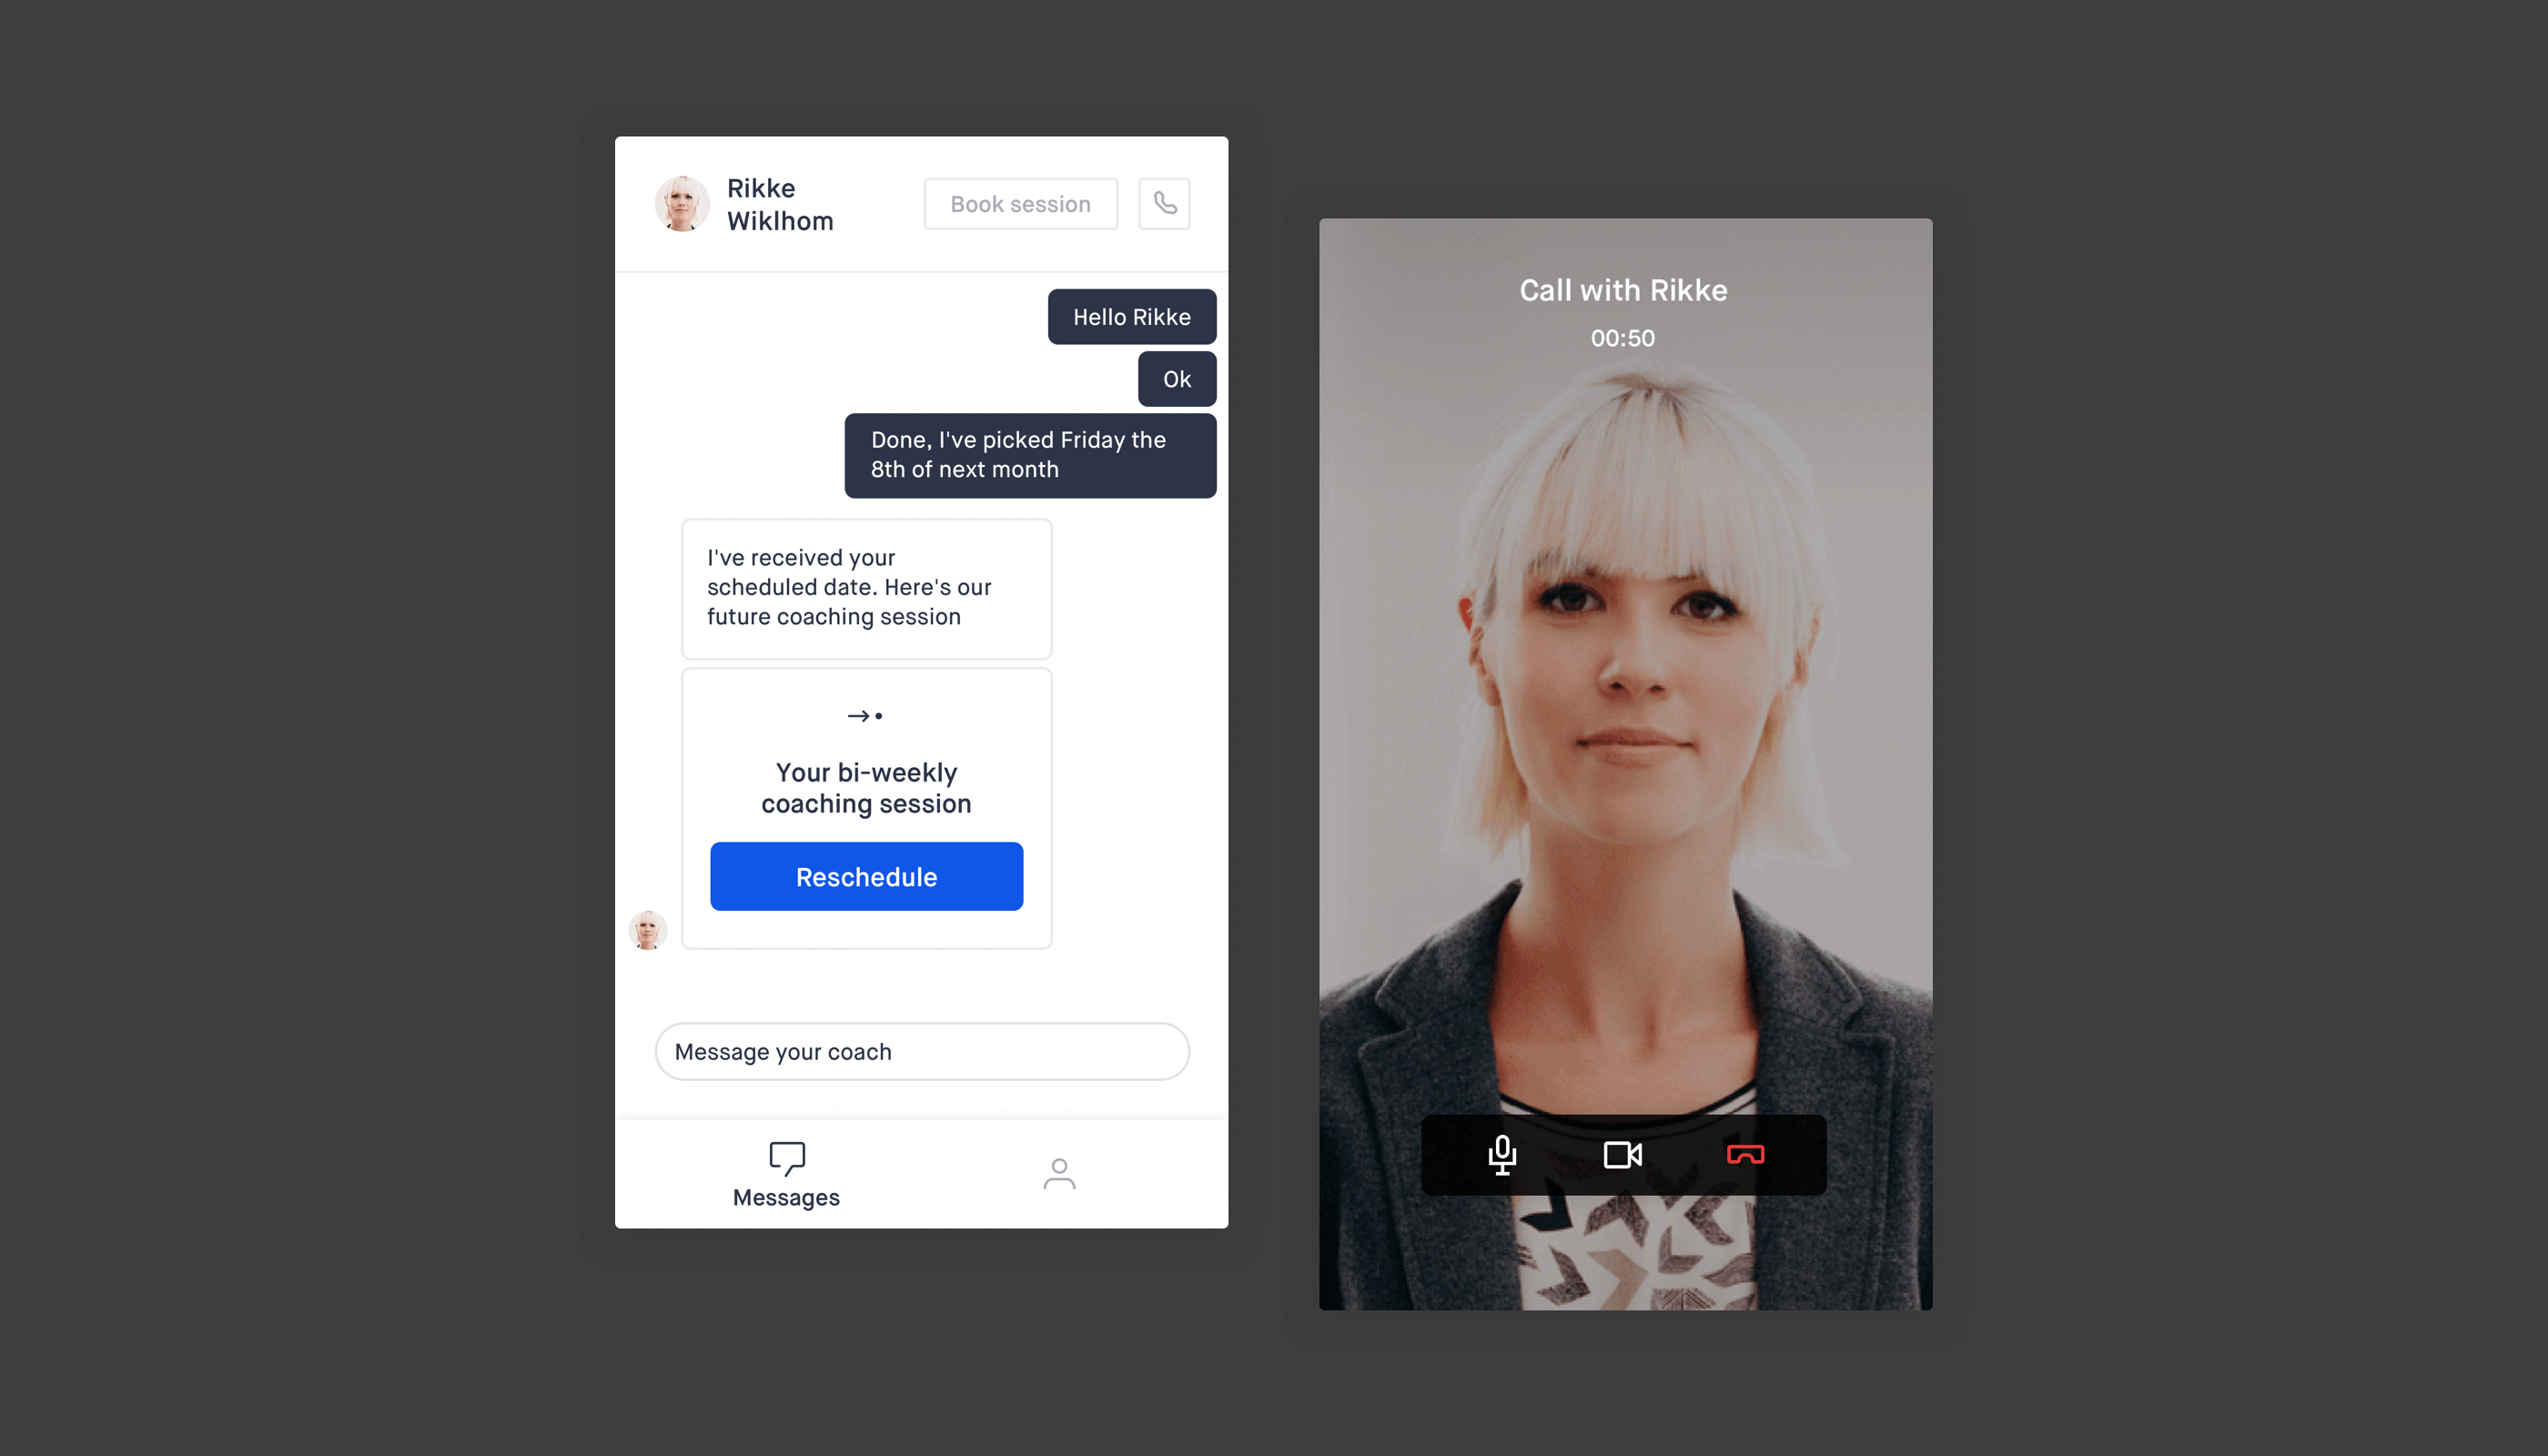 Rikke
Wiklhom
Book session
Hello Rikke
Ok
Done, I've picked Friday the
8th of next month
I've received your
scheduled date. Here's our
future coaching session
Your bi-weekly
coaching session
Reschedule
Message your coach
Messages
Call with Rikke
00:50